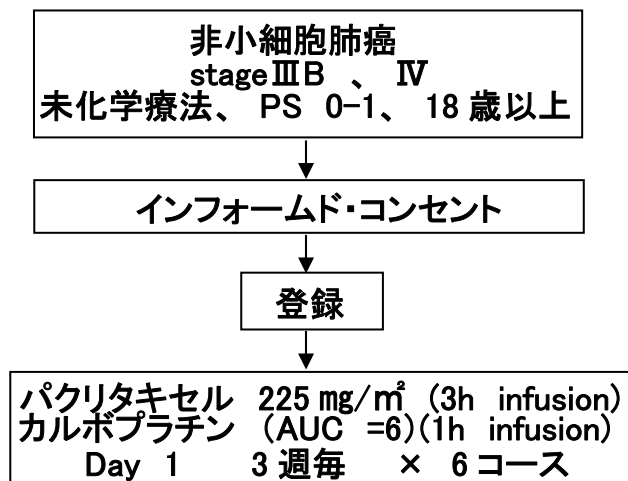 非小細胞肺癌
stageⅢB 、 Ⅳ
未化学療法、 PS 0-1、 18 歳以上
インフォームド・コンセント
登録
パクリタキセル 225 ㎎/㎡ (3h infusion)
カルボプラチン (AUC =6)(1h infusion)
Day 1 3 週毎 × 6 コース